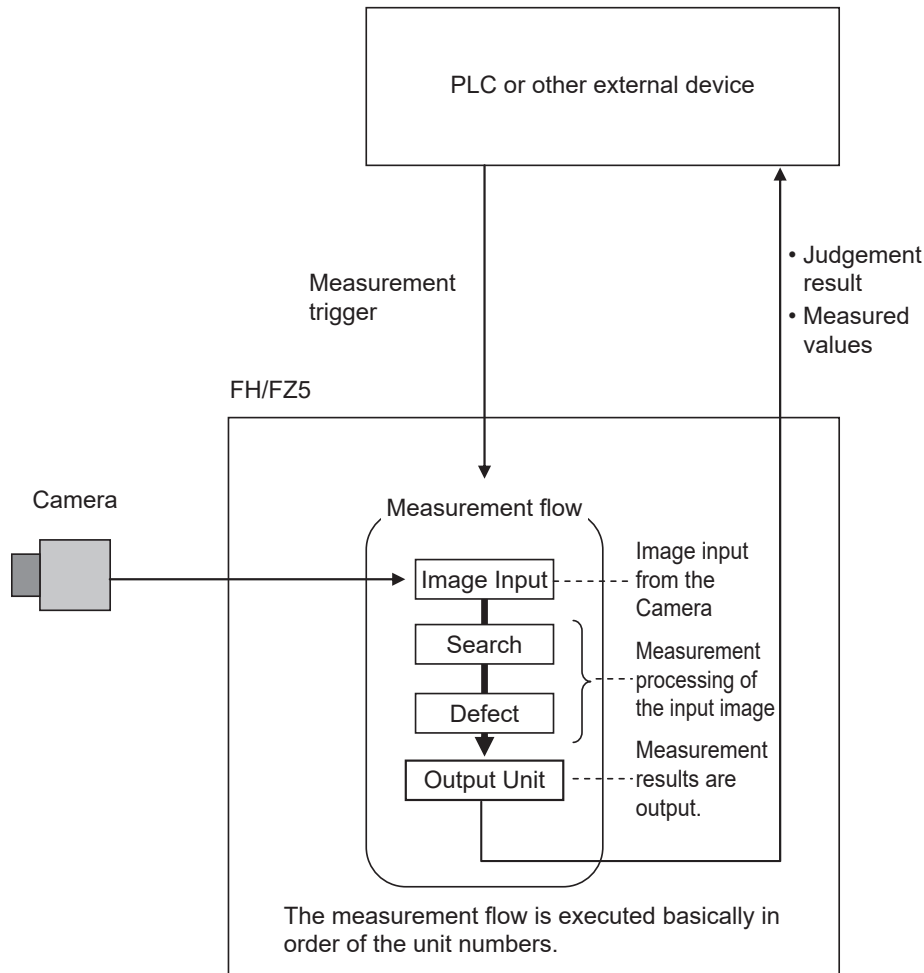 PLC or other external device
Measurement
trigger
• Judgement
result
• Measured
values
FH/FZ5
Camera
Measurement flow
Image Input
Search
Defect
Output Unit
Image input
from the
Camera
Measurement
processing of
the input image
Measurement
results are
output.
The measurement flow is executed basically in
order of the unit numbers.